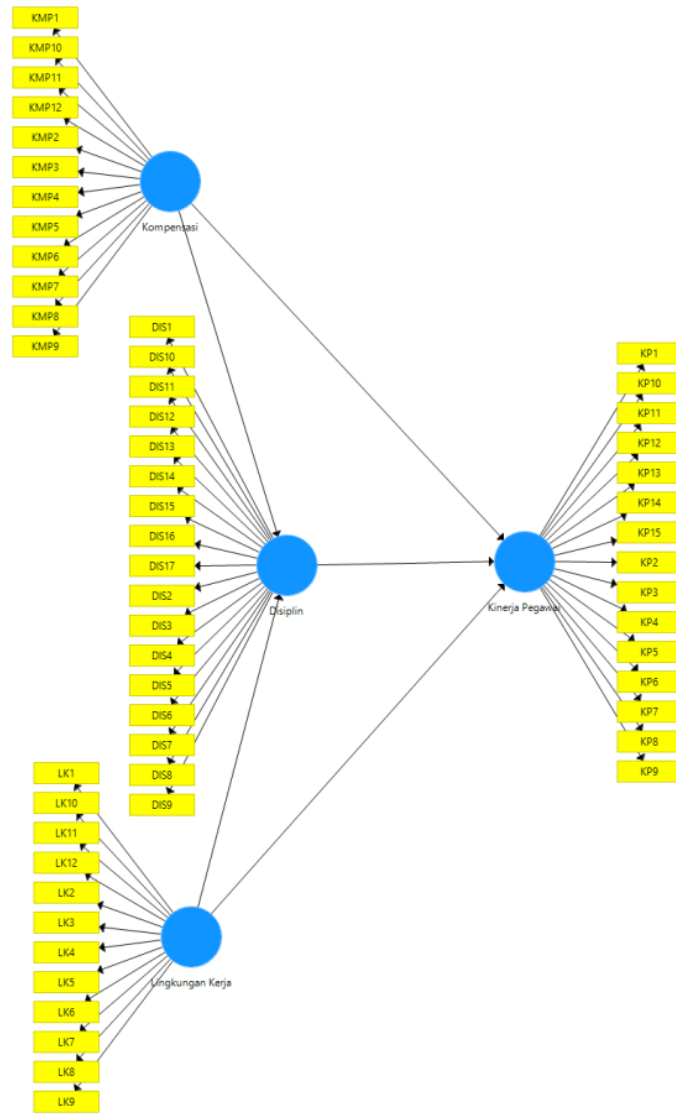 KMP1
KMP10
KMP11
KMP12
KMP2
KMP3
KMP4
KMP5
KMP6
KMP7
KMP8
KMP9
Kompensasi
DIS1
DIS10
DIS11
DIS12
DIS13
DIS14
DIS15
DIS16
DIS17
DIS2
DIS3
DIS4
DIS5
DIS6
DIS7
DIS8
DIS9
Disiplin
KP1
KP10
KP11
KP12
KP13
KP14
KP15
KP2
KP3
KP4
KP5
KP6
KP7
KP8
KP9
Kinerja Pegawai
LK1
LK10
LK11
LK12
LK2
LK3
LK4
LK5
LK6
LK7
LK8
LK9
Lingkungan Kerja